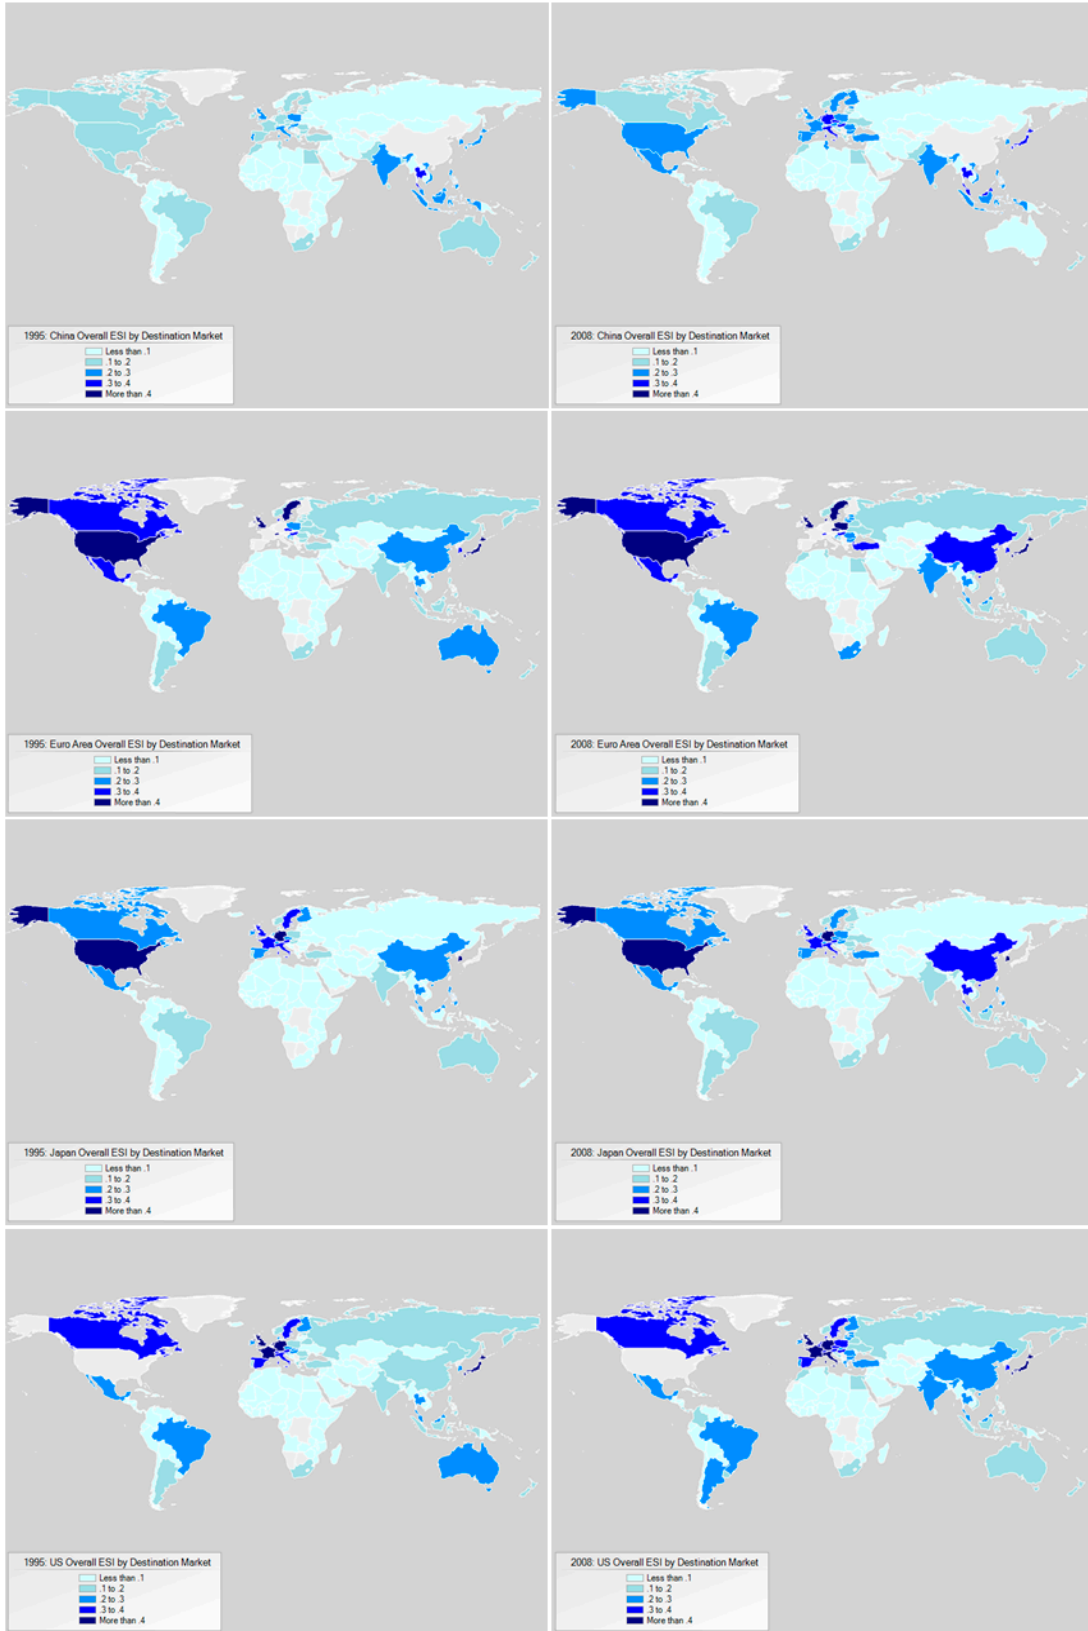 1995: China Overall ESI by Destination Market
Less than .1
.1 to .2
.2 to .3
.3 to .4
More than .4
2008: China Overall ESI by Destination Market
Less than .1
.1 to .2
.2 to .3
.3 to .4
More than .4
1995: Euro Area Overall ESI by Destination Market
Less than .1
.1 to .2
.2 to .3
.3 to .4
More than .4
2008: Euro Area Overall ESI by Destination Market
Less than .1
.1 to .2
.2 to .3
.3 to .4
More than .4
1995: Japan Overall ESI by Destination Market
Less than .1
.1 to .2
.2 to .3
.3 to .4
More than .4
2008: Japan Overall ESI by Destination Market
Less than .1
.1 to .2
.2 to .3
.3 to .4
More than .4
1995: US Overall ESI by Destination Market
Less than .1
.1 to .2
.2 to .3
.3 to .4
More than .4
2008: US Overall ESI by Destination Market
Less than .1
.1 to .2
.2 to .3
.3 to .4
More than .4